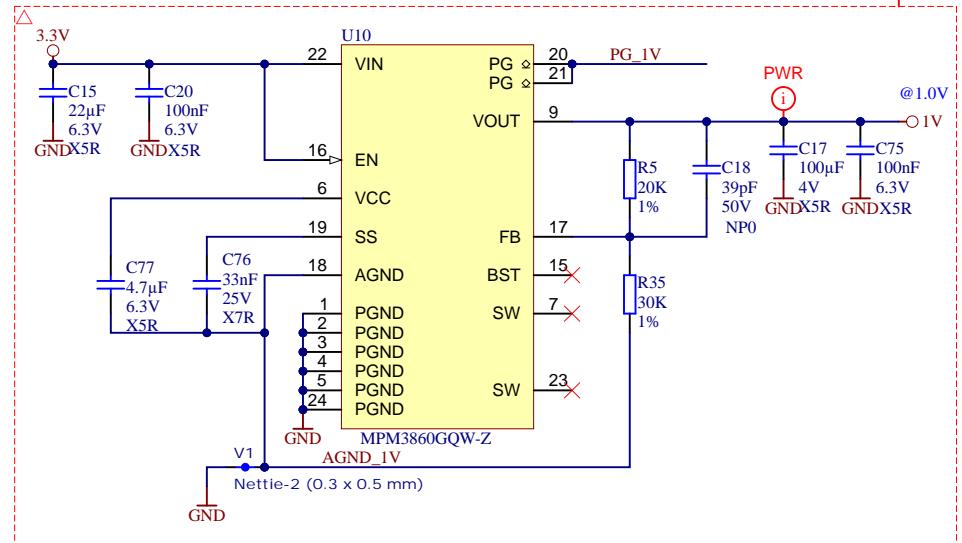 3.3V
C15
22µF
6.3V
X5R
GND
C20
100nF
6.3V
X5R
GND
U10
22 VIN
16 EN
6 VCC
19 SS
18 AGND
1 PGND
2 PGND
3 PGND
4 PGND
5 PGND
24 PGND
PG 20
PG 21
VOUT 9
FB 17
BST 15
SW 7
SW 23
MPM3860GQW-Z
PG_1V
PWR
i
@1.0V
1V
R5
20K
1%
C18
39pF
50V
NP0
C17
100µF
4V
X5R
GND
C75
100nF
6.3V
X5R
GND
R35
30K
1%
C77
4.7µF
6.3V
X5R
C76
33nF
25V
X7R
GND
AGND_1V
V1
Nettie-2 (0.3 x 0.5 mm)
GND